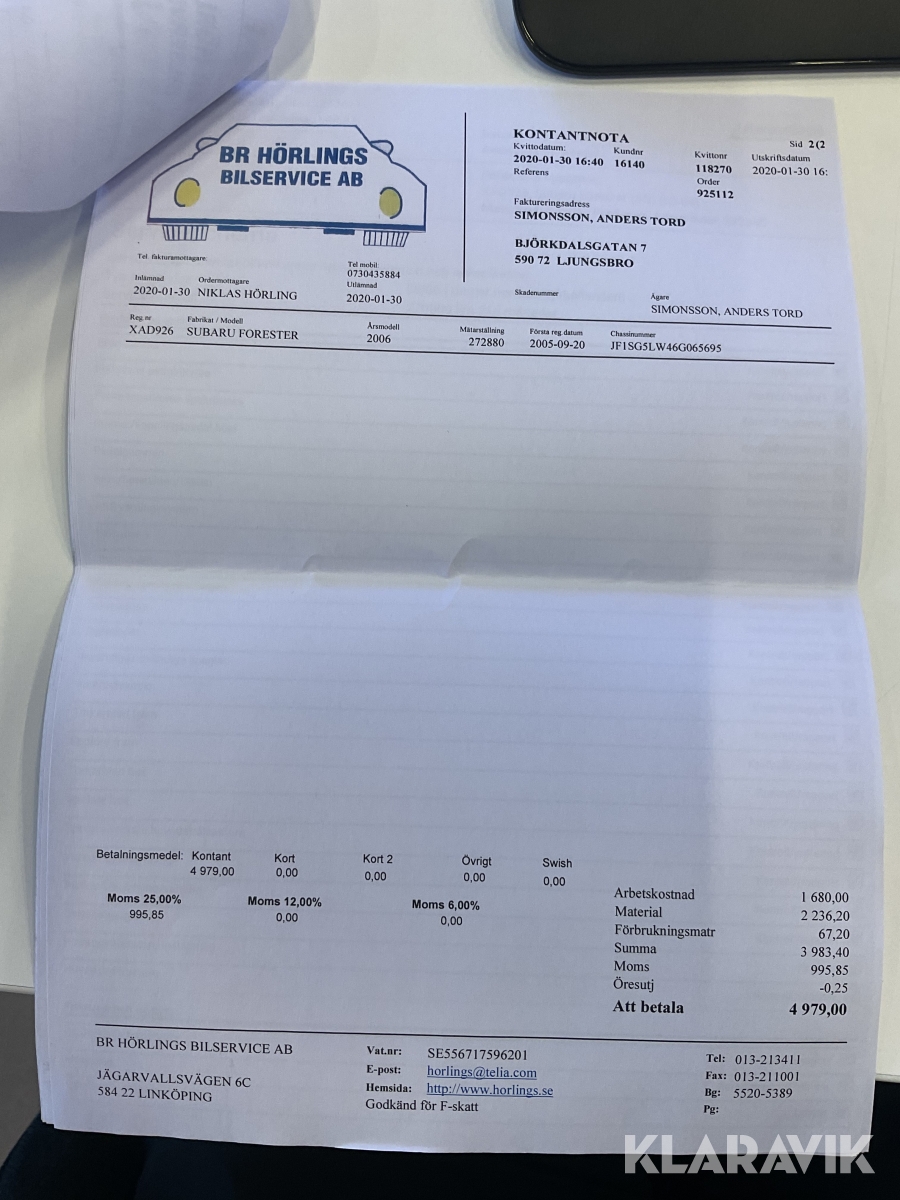 BR HÖRLINGS
BILSERVICE AB
KONTANTNOTA
Sid 2(2
Kvittodatum: Kundnr Kvittonr Utskriftsdatum
2020-01-30 16:40 16140 118270 2020-01-30 16:
Referens Order
925112
Faktureringsadress
SIMONSSON, ANDERS TORD
BJÖRKDALSGATAN 7
590 72 LJUNGSBRO
Tel. fakturamottagare: Tel mobil:
0730435884
Inlämnad Ordermottagare Utlämnad
2020-01-30 NIKLAS HÖRLING 2020-01-30
Skadenummer Ägare
SIMONSSON, ANDERS TORD
Reg.nr Fabrikat / Modell Årsmodell Mätarställning Första reg datum Chassinummer
XAD926 SUBARU FORESTER 2006 272880 2005-09-20 JF1SG5LW46G065695
Betalningsmedel: Kontant Kort Kort 2 Övrigt Swish
4 979,00 0,00 0,00 0,00 0,00
Moms 25,00% Moms 12,00% Moms 6,00%
995,85 0,00 0,00
Arbetskostnad 1 680,00
Material 2 236,20
Förbrukningsmatr 67,20
Summa 3 983,40
Moms 995,85
Öresutj -0,25
Att betala 4 979,00
BR HÖRLINGS BILSERVICE AB
JÄGARVALLSVÄGEN 6C
584 22 LINKÖPING
Vat.nr: SE556717596201
E-post: horlings@telia.com
Hemsida: http://www.horlings.se
Godkänd för F-skatt
Tel: 013-213411
Fax: 013-211001
Bg: 5520-5389
Pg:
KLARAVIK